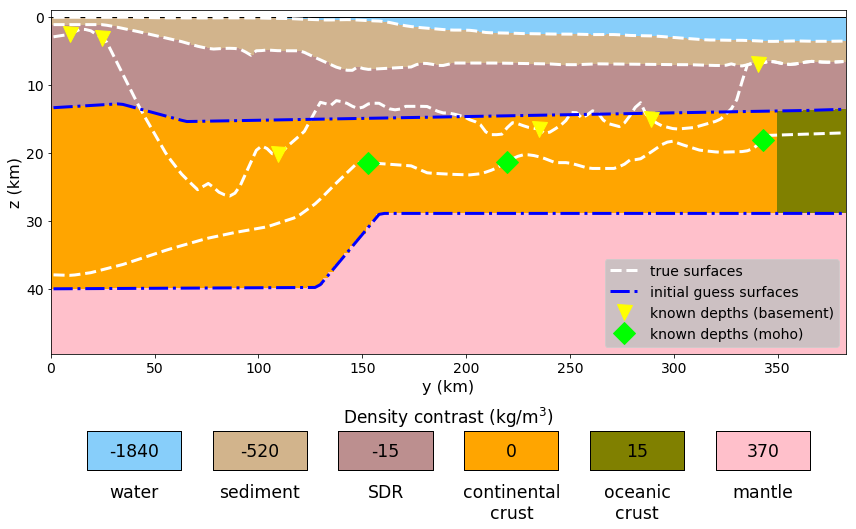 0
10
20
30
40
z (km)
0 50 100 150 200 250 300 350
y (km)
true surfaces
initial guess surfaces
known depths (basement)
known depths (moho)
Density contrast (kg/m³)
-1840 -520 -15 0 15 370
water sediment SDR continental oceanic mantle
crust crust